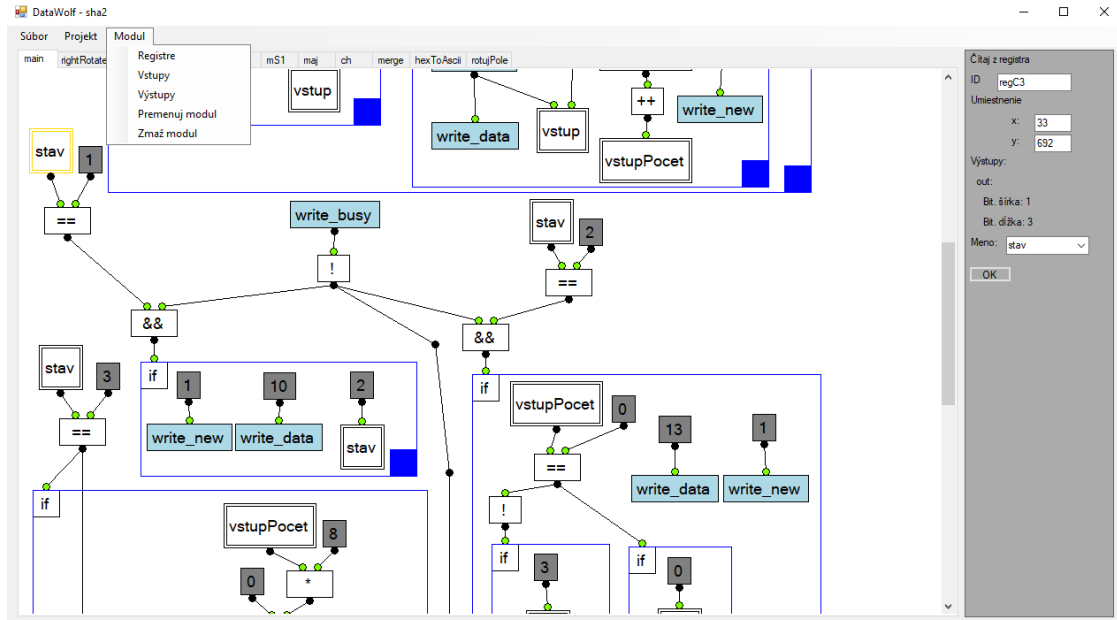 DataWolf - sha2
Súbor Projekt Modul
Registre
Vstupy
Výstupy
Premenuj modul
Zmaž modul
main rightRotate mS1 maj ch merge hexToAscii rotujPole
vstup
write_data
vstup
++
vstupPocet
write_new
stav
1
==
write_busy
!
stav
2
==
&&
&&
stav
3
==
if
1
10
2
write_new
write_data
stav
if
vstupPocet
0
13
1
==
write_data
write_new
!
if
vstupPocet
8
0
*
if
3
if
0
Čítaj z registra
ID regC3
Umiestnenie
x: 33
y: 692
Výstupy:
out:
Bit. šírka: 1
Bit. dĺžka: 3
Meno: stav
OK